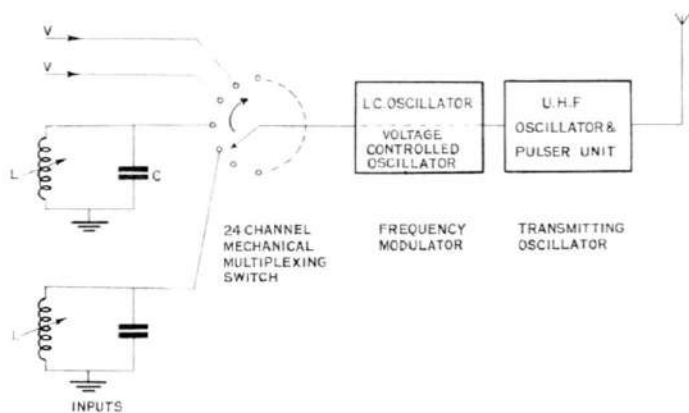 V
V
L
C
L
INPUTS
24 CHANNEL
MECHANICAL
MULTIPLEXING
SWITCH
L.C. OSCILLATOR
VOLTAGE
CONTROLLED
OSCILLATOR
FREQUENCY
MODULATOR
U.H.F
OSCILLATOR &
PULSER UNIT
TRANSMITTING
OSCILLATOR